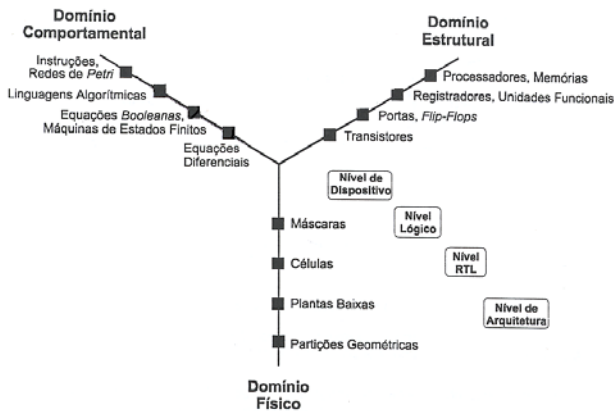 Domínio
Comportamental
Domínio
Estrutural
Instruções,
Redes de Petri
Linguagens Algorítmicas
Equações Booleanas,
Máquinas de Estados Finitos
Equações
Diferenciais
Processadores, Memórias
Registradores, Unidades Funcionais
Portas, Flip-Flops
Transistores
Nível de
Dispositivo
Nível
Lógico
Nível
RTL
Nível de
Arquitetura
Máscaras
Células
Plantas Baixas
Partições Geométricas
Domínio
Físico